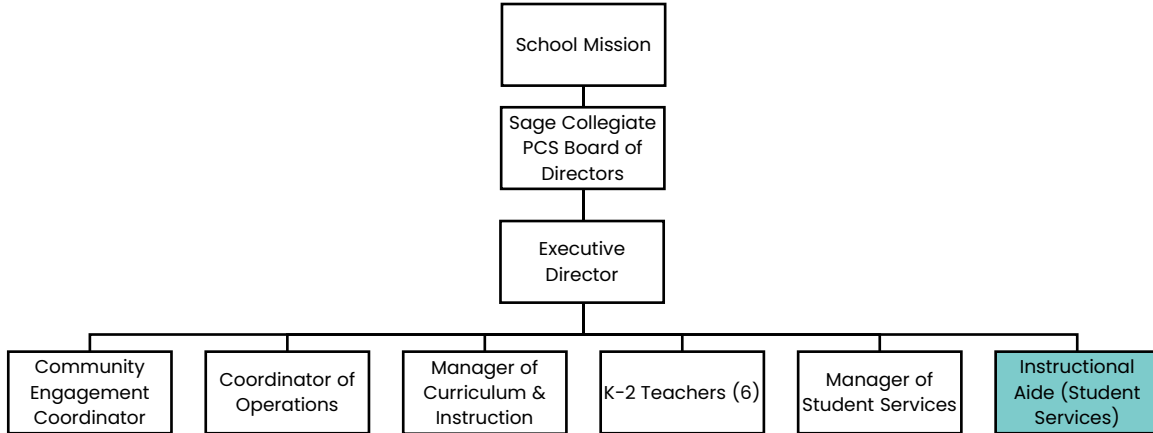 School Mission
Sage Collegiate
PCS Board of
Directors
Executive
Director
Community
Engagement
Coordinator
Coordinator of
Operations
Manager of
Curriculum &
Instruction
K-2 Teachers (6)
Manager of
Student Services
Instructional
Aide (Student
Services)